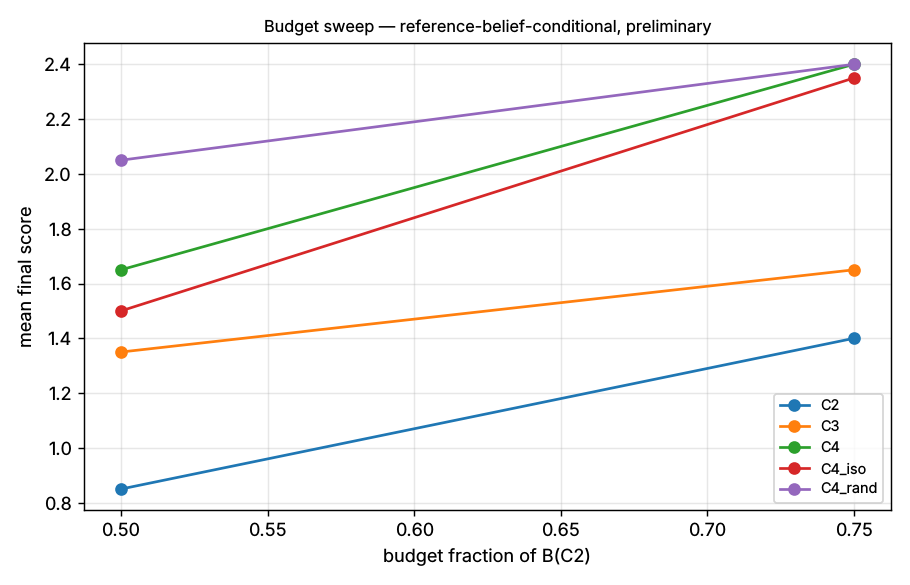 Budget sweep — reference-belief-conditional, preliminary
mean final score
2.4
2.2
2.0
1.8
1.6
1.4
1.2
1.0
0.8
C2
C3
C4
C4_iso
C4_rand
0.50 0.55 0.60 0.65 0.70 0.75
budget fraction of B(C2)